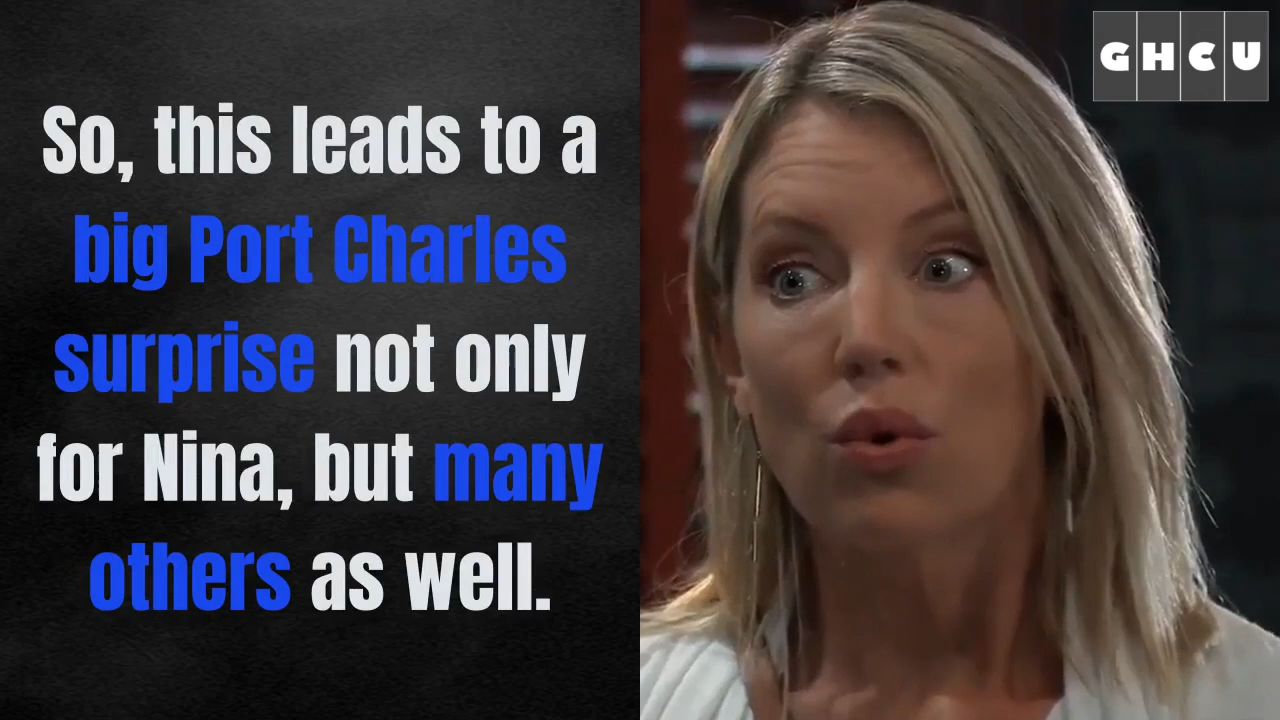 So, this leads to a
big Port Charles
surprise not only
for Nina, but many
others as well.
GHCU